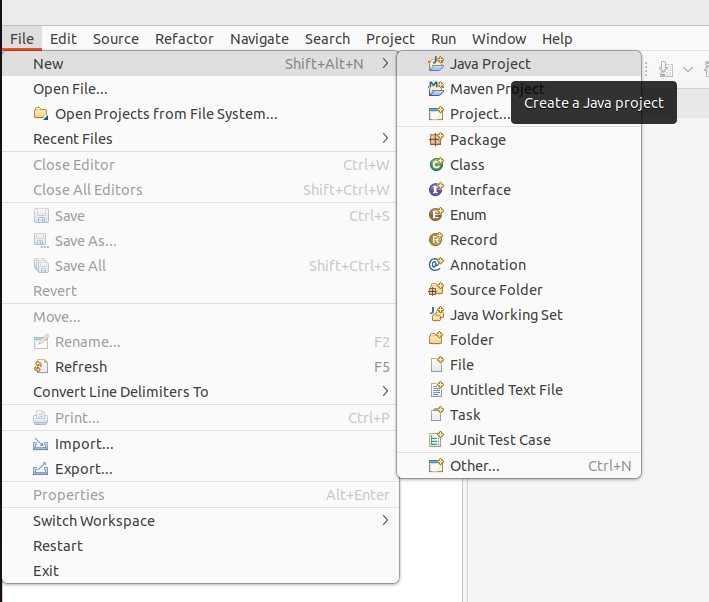 File Edit Source Refactor Navigate Search Project Run Window Help
New Shift+Alt+N
Open File...
Open Projects from File System...
Recent Files
Close Editor Ctrl+W
Close All Editors Shift+Ctrl+W
Save Ctrl+S
Save As...
Save All Shift+Ctrl+S
Revert
Move...
Rename... F2
Refresh F5
Convert Line Delimiters To
Print... Ctrl+P
Import...
Export...
Properties Alt+Enter
Switch Workspace
Restart
Exit
Java Project
Maven Project
Create a Java project
Project...
Package
Class
Interface
Enum
Record
Annotation
Source Folder
Java Working Set
Folder
File
Untitled Text File
Task
JUnit Test Case
Other... Ctrl+N